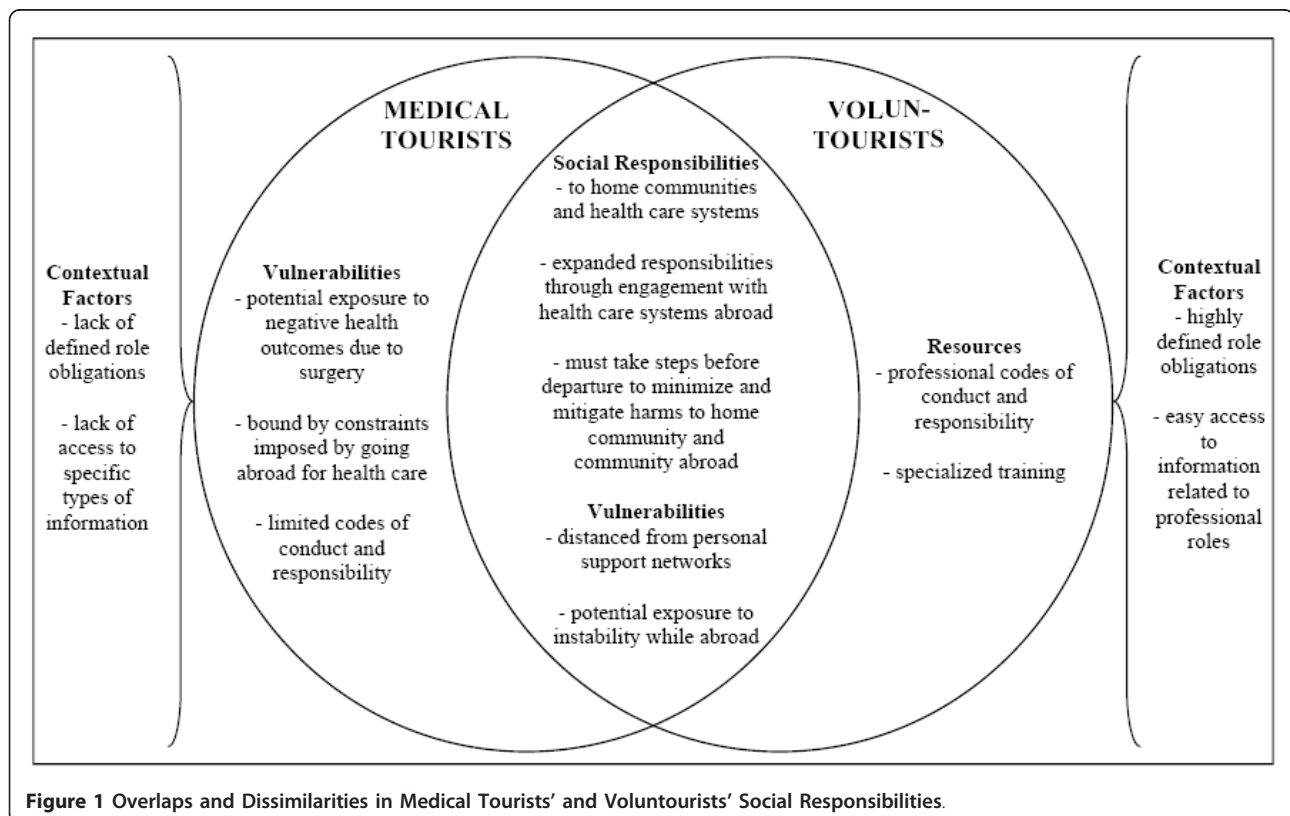 MEDICAL
TOURISTS
VOLUN-
TOURISTS
Contextual
Factors
- lack of
defined role
obligations
- lack of
access to
specific
types of
information
Vulnerabilities
- potential exposure to
negative health
outcomes due to
surgery
- bound by constraints
imposed by going
abroad for health care
- limited codes of
conduct and
responsibility
Social Responsibilities
- to home communities
and health care systems
- expanded responsibilities
through engagement with
health care systems abroad
- must take steps before
departure to minimize and
mitigate harms to home
community and
community abroad
Vulnerabilities
- distanced from personal
support networks
- potential exposure to
instability while abroad
Resources
- professional codes of
conduct and
responsibility
- specialized training
Contextual
Factors
- highly
defined role
obligations
- easy access
to
information
related to
professional
roles
Figure 1 Overlaps and Dissimilarities in Medical Tourists' and Voluntourists' Social Responsibilities.